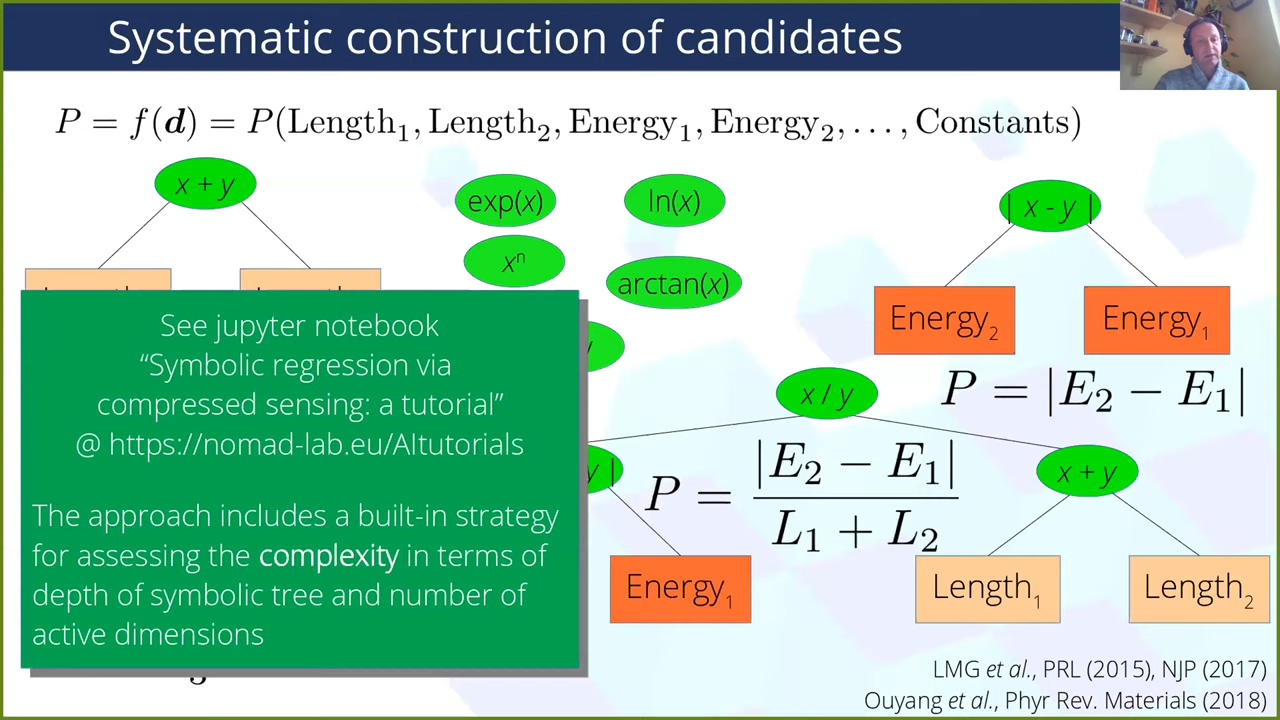 Systematic construction of candidates
P = f(d) = P(Length₁, Length₂, Energy₁, Energy₂, …, Constants)
x + y
exp(x)
ln(x)
| x - y |
xⁿ
arctan(x)
Energy₂
Energy₁
See jupyter notebook
“Symbolic regression via
compressed sensing: a tutorial”
@ https://nomad-lab.eu/AItutorials
The approach includes a built-in strategy
for assessing the complexity in terms of
depth of symbolic tree and number of
active dimensions
P = |E₂ − E₁|
x / y
y |
P = |E₂ − E₁| / L₁ + L₂
x + y
Energy₁
Length₁
Length₂
LMG et al., PRL (2015), NJP (2017)
Ouyang et al., Phyr Rev. Materials (2018)